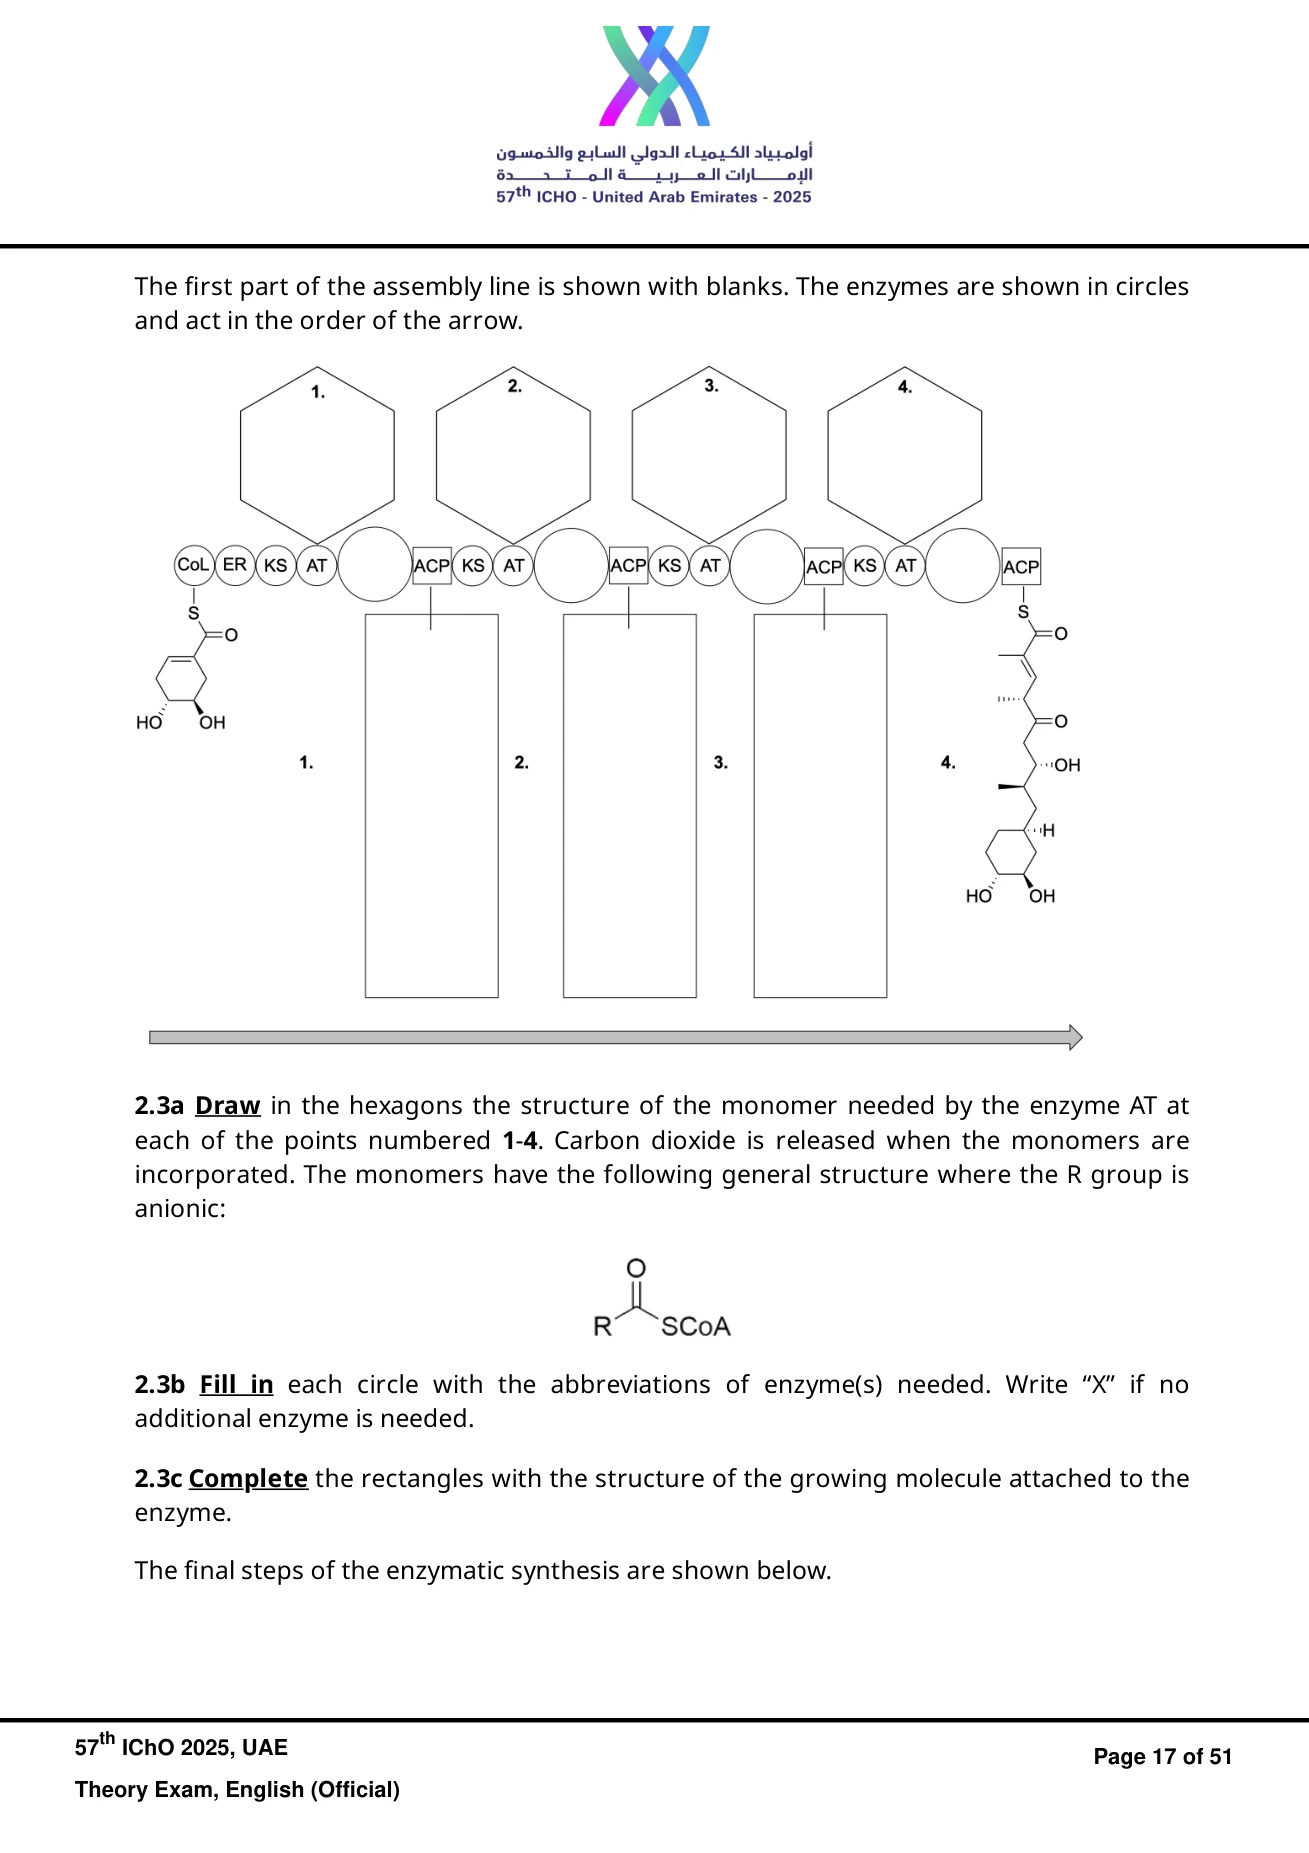 أولمبياد الكيمياء الدولي السابع والخمسون
الإمـــارات الـعـــربـيـــة الـمـتـحـــدة
57th ICHO - United Arab Emirates - 2025
The first part of the assembly line is shown with blanks. The enzymes are shown in circles
and act in the order of the arrow.
1.
2.
3.
4.
CoL ER KS AT ACP KS AT ACP KS AT ACP KS AT ACP
S
O
HO
OH
S
O
O
OH
H
HO
OH
1.
2.
3.
4.
2.3a Draw in the hexagons the structure of the monomer needed by the enzyme AT at
each of the points numbered 1-4. Carbon dioxide is released when the monomers are
incorporated. The monomers have the following general structure where the R group is
anionic:
O
R SCoA
2.3b Fill in each circle with the abbreviations of enzyme(s) needed. Write “X” if no
additional enzyme is needed.
2.3c Complete the rectangles with the structure of the growing molecule attached to the
enzyme.
The final steps of the enzymatic synthesis are shown below.
57th IChO 2025, UAE
Page 17 of 51
Theory Exam, English (Official)